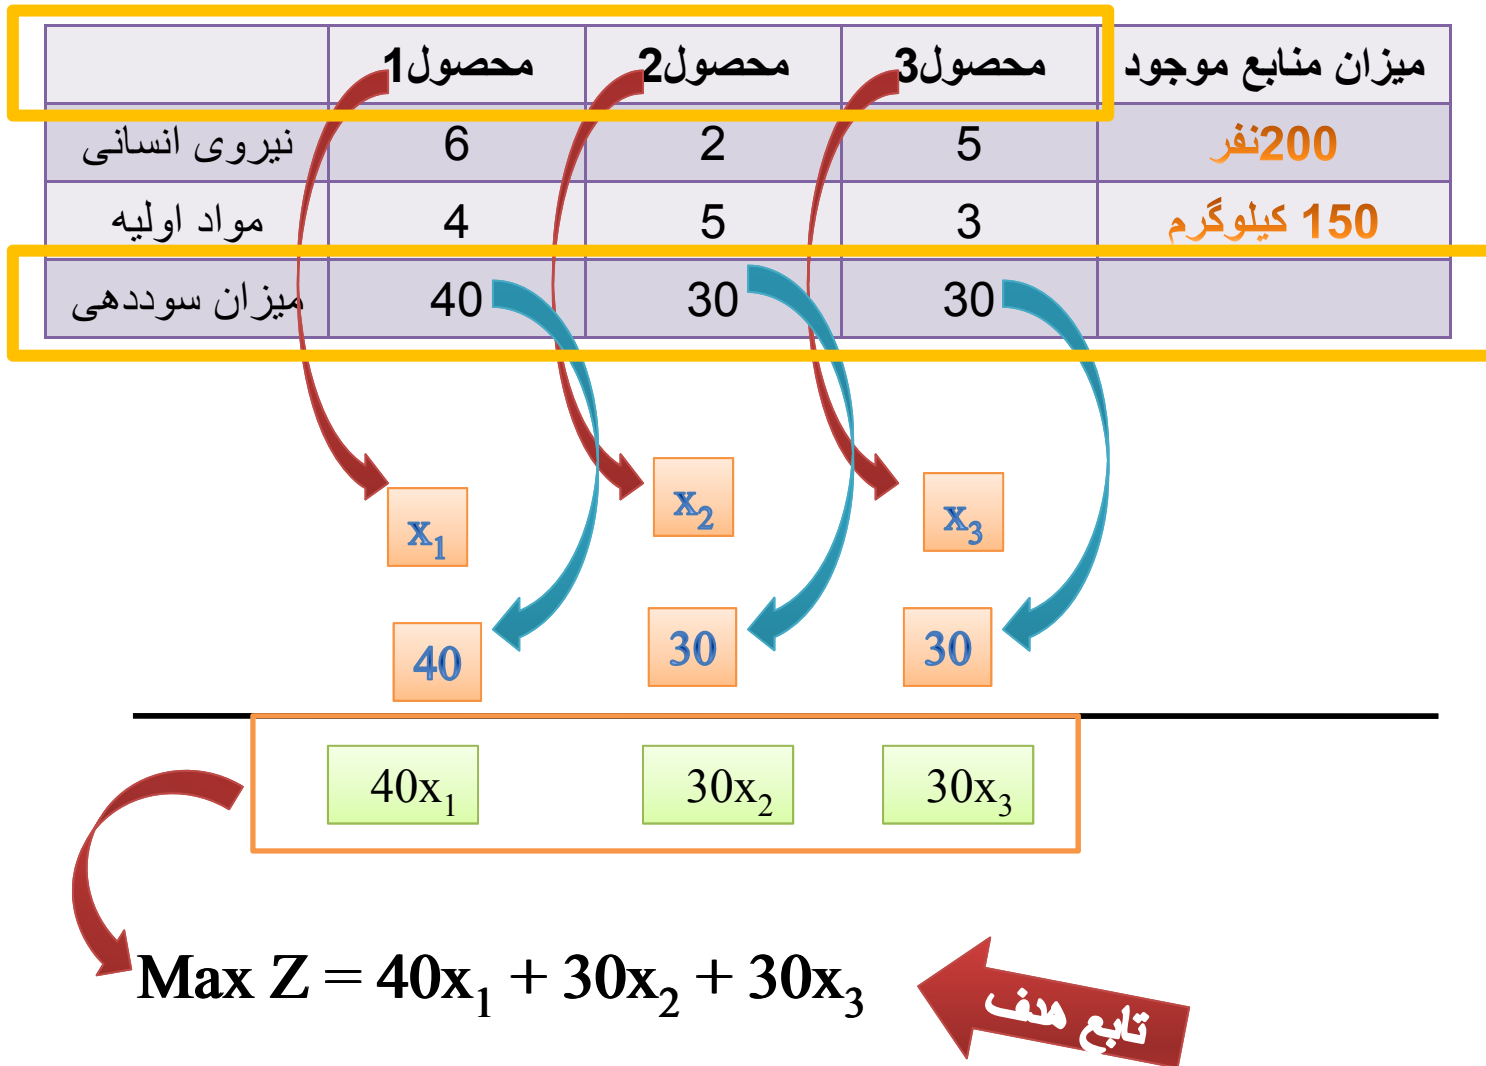 محصول1 محصول2 محصول3 میزان منابع موجود
نیروی انسانی 6 2 5 200نفر
مواد اولیه 4 5 3 150 کیلوگرم
میزان سوددهی 40 30 30
x₁ x₂ x₃
40 30 30
40x₁ 30x₂ 30x₃
Max Z = 40x₁ + 30x₂ + 30x₃
تابع هدف